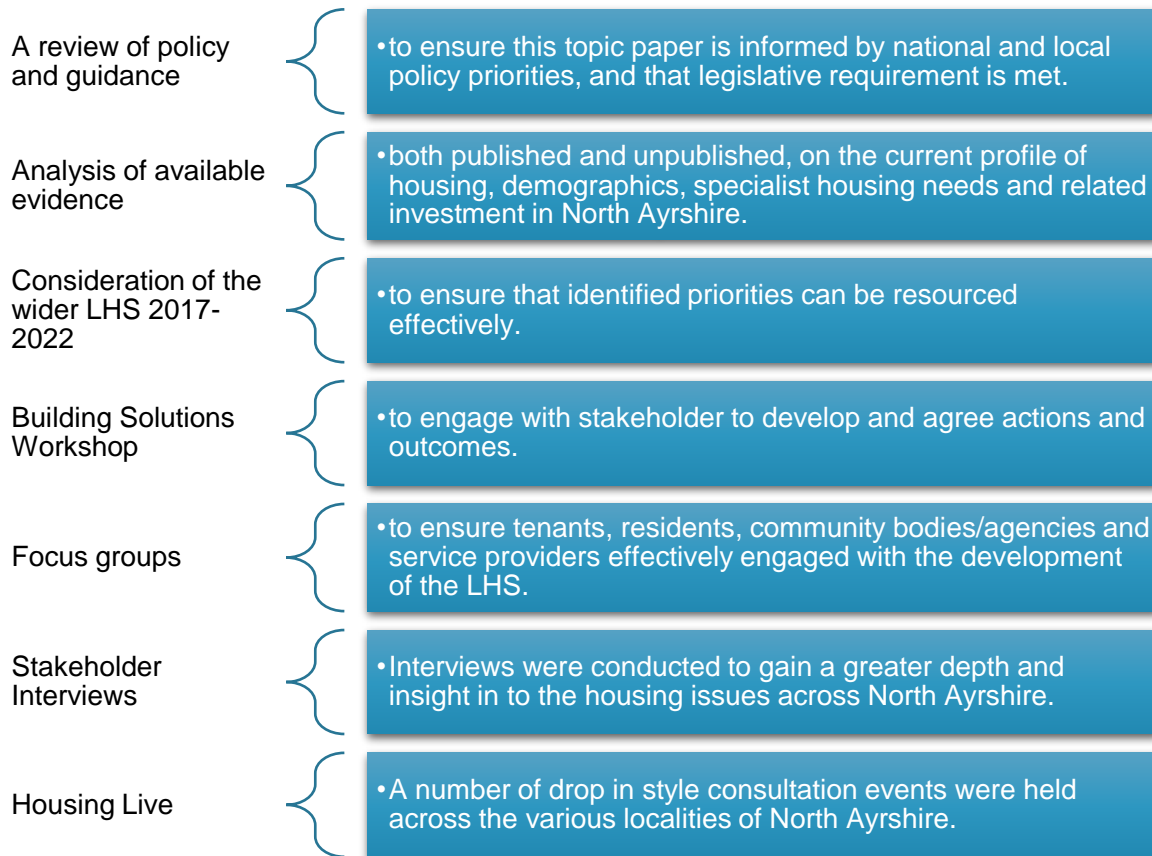 A review of policy
and guidance
•to ensure this topic paper is informed by national and local
policy priorities, and that legislative requirement is met.
Analysis of available
evidence
•both published and unpublished, on the current profile of
housing, demographics, specialist housing needs and related
investment in North Ayrshire.
Consideration of the
wider LHS 2017-
2022
•to ensure that identified priorities can be resourced
effectively.
Building Solutions
Workshop
•to engage with stakeholder to develop and agree actions and
outcomes.
Focus groups
•to ensure tenants, residents, community bodies/agencies and
service providers effectively engaged with the development
of the LHS.
Stakeholder
Interviews
•Interviews were conducted to gain a greater depth and
insight in to the housing issues across North Ayrshire.
Housing Live
•A number of drop in style consultation events were held
across the various localities of North Ayrshire.